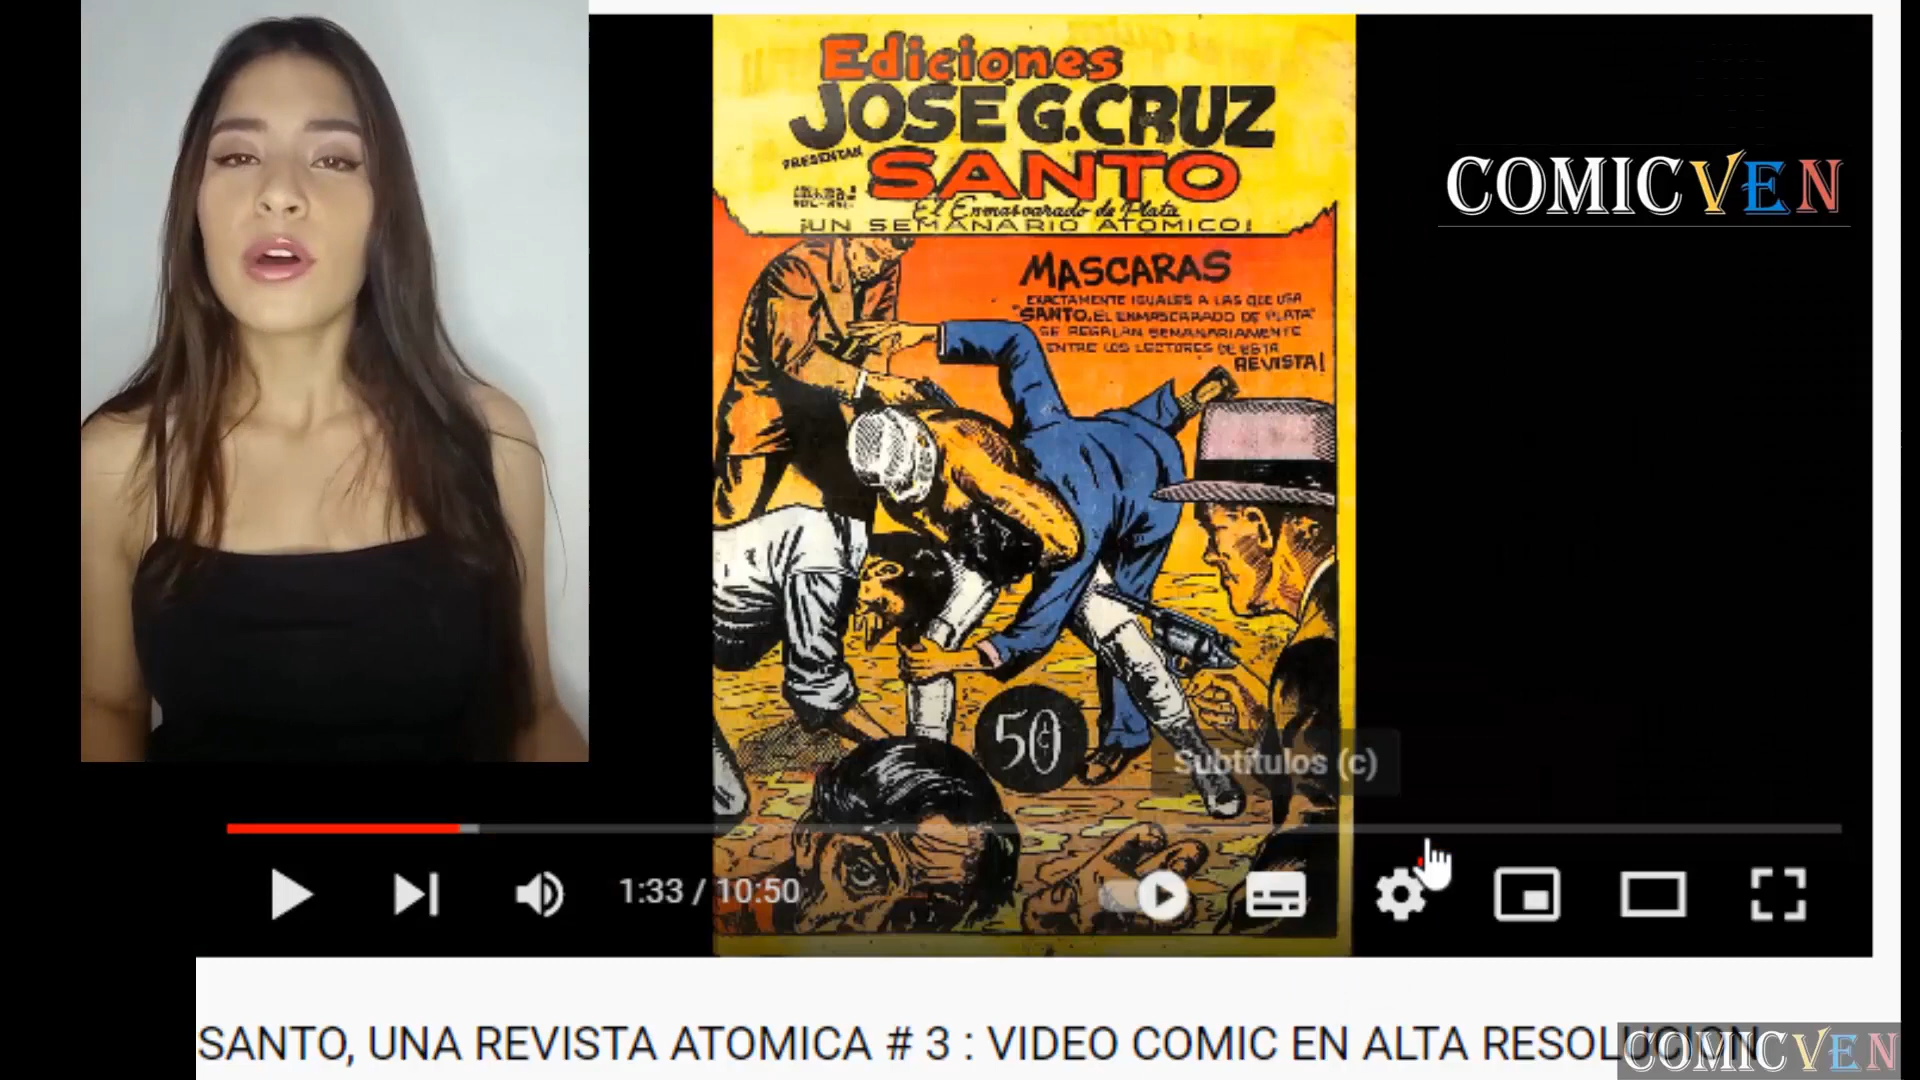 Ediciones
JOSE G. CRUZ
PRESENTAN
SANTO
El Enmascarado de Plata
¡UN SEMANARIO ATOMICO!
COMICVEN
MASCARAS
EXACTAMENTE IGUALES A LAS QUE USA
"SANTO, EL ENMASCARADO DE PLATA"
SE REGALAN SEMANARIAMENTE
ENTRE LOS LECTORES DE ESTA
REVISTA!
50¢
Subtítulos (c)
1:33 / 10:50
SANTO, UNA REVISTA ATOMICA # 3 : VIDEO COMIC EN ALTA RESOLUCION
COMICVEN